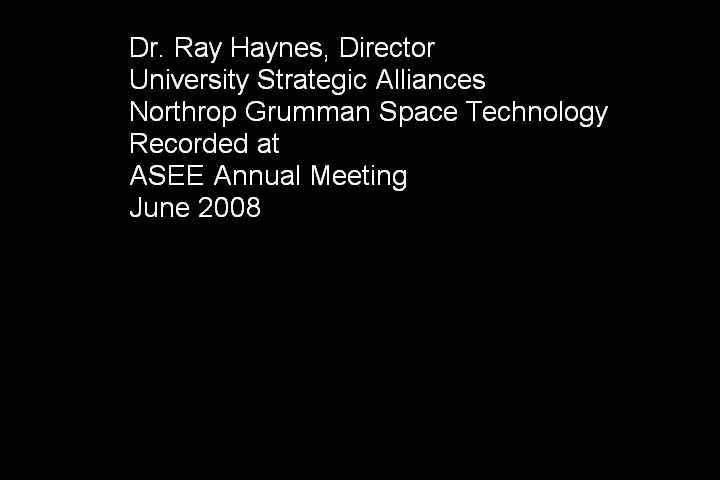 Dr. Ray Haynes, Director
University Strategic Alliances
Northrop Grumman Space Technology
Recorded at
ASEE Annual Meeting
June 2008